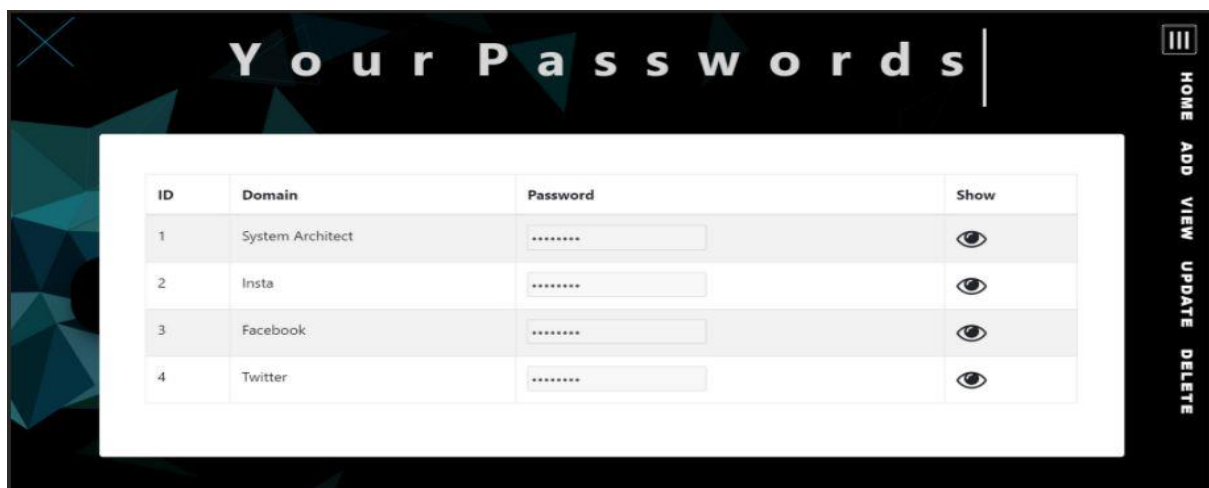 Your Passwords
HOME ADD VIEW UPDATE DELETE
ID Domain Password Show
1 System Architect ••••••••
2 Insta ••••••••
3 Facebook ••••••••
4 Twitter ••••••••